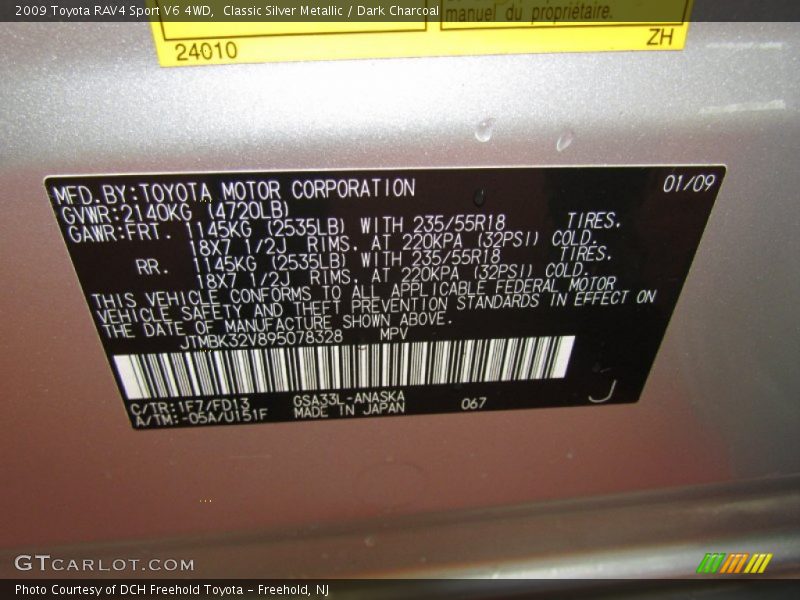 2009 Toyota RAV4 Sport V6 4WD,  Classic Silver Metallic / Dark Charcoal
manuel du propriétaire.
24010
ZH
MFD.BY:TOYOTA MOTOR CORPORATION 01/09
GVWR:2140KG (4720LB)
GAWR:FRT. 1145KG (2535LB) WITH 235/55R18 TIRES.
18X7 1/2J RIMS. AT 220KPA (32PSI) COLD.
RR. 1145KG (2535LB) WITH 235/55R18 TIRES.
18X7 1/2J RIMS. AT 220KPA (32PSI) COLD.
THIS VEHICLE CONFORMS TO ALL APPLICABLE FEDERAL MOTOR
VEHICLE SAFETY AND THEFT PREVENTION STANDARDS IN EFFECT ON
THE DATE OF MANUFACTURE SHOWN ABOVE.
JTMBK32V895078328 MPV
C/TR:1F7/FD13 GSA33L-ANASKA
A/TM:-05A/U151F MADE IN JAPAN 067
J
GTCARLOT.COM
Photo Courtesy of DCH Freehold Toyota - Freehold, NJ